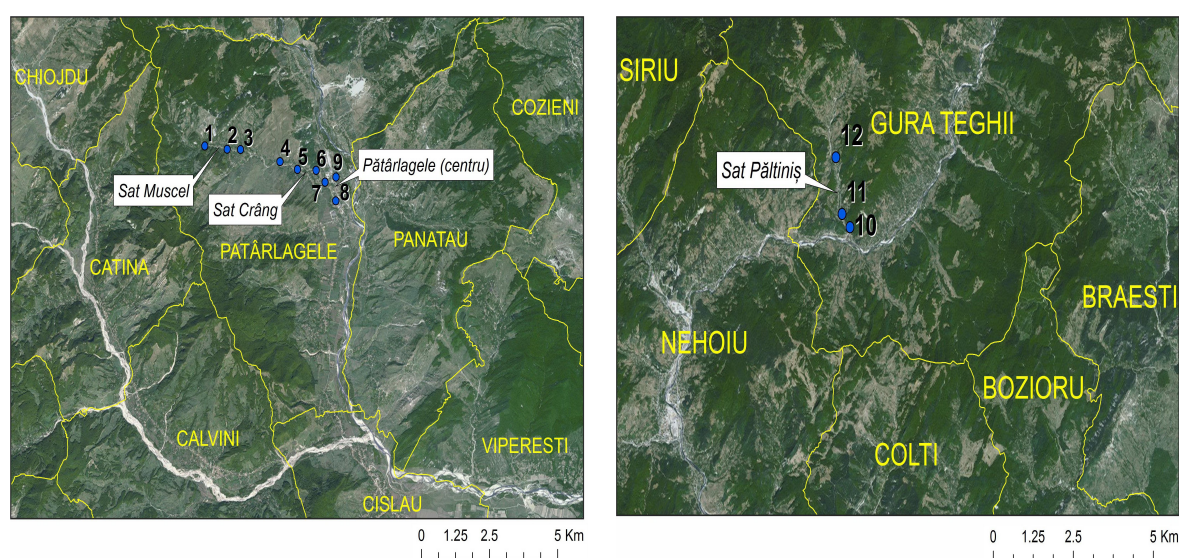 CHIOJDU
COZIENI
1 2 3
4 5 6 9
7 8
Pătârlagele (centru)
Sat Muscel
Sat Crâng
PATÂRLAGELE
PANATAU
CATINA
CALVINI
VIPERESTI
CISLAU
0 1.25 2.5 5 Km
SIRIU
GURA TEGHII
12
Sat Păltiniș
11
10
BRAESTI
NEHOIU
BOZIORU
COLTI
0 1.25 2.5 5 Km